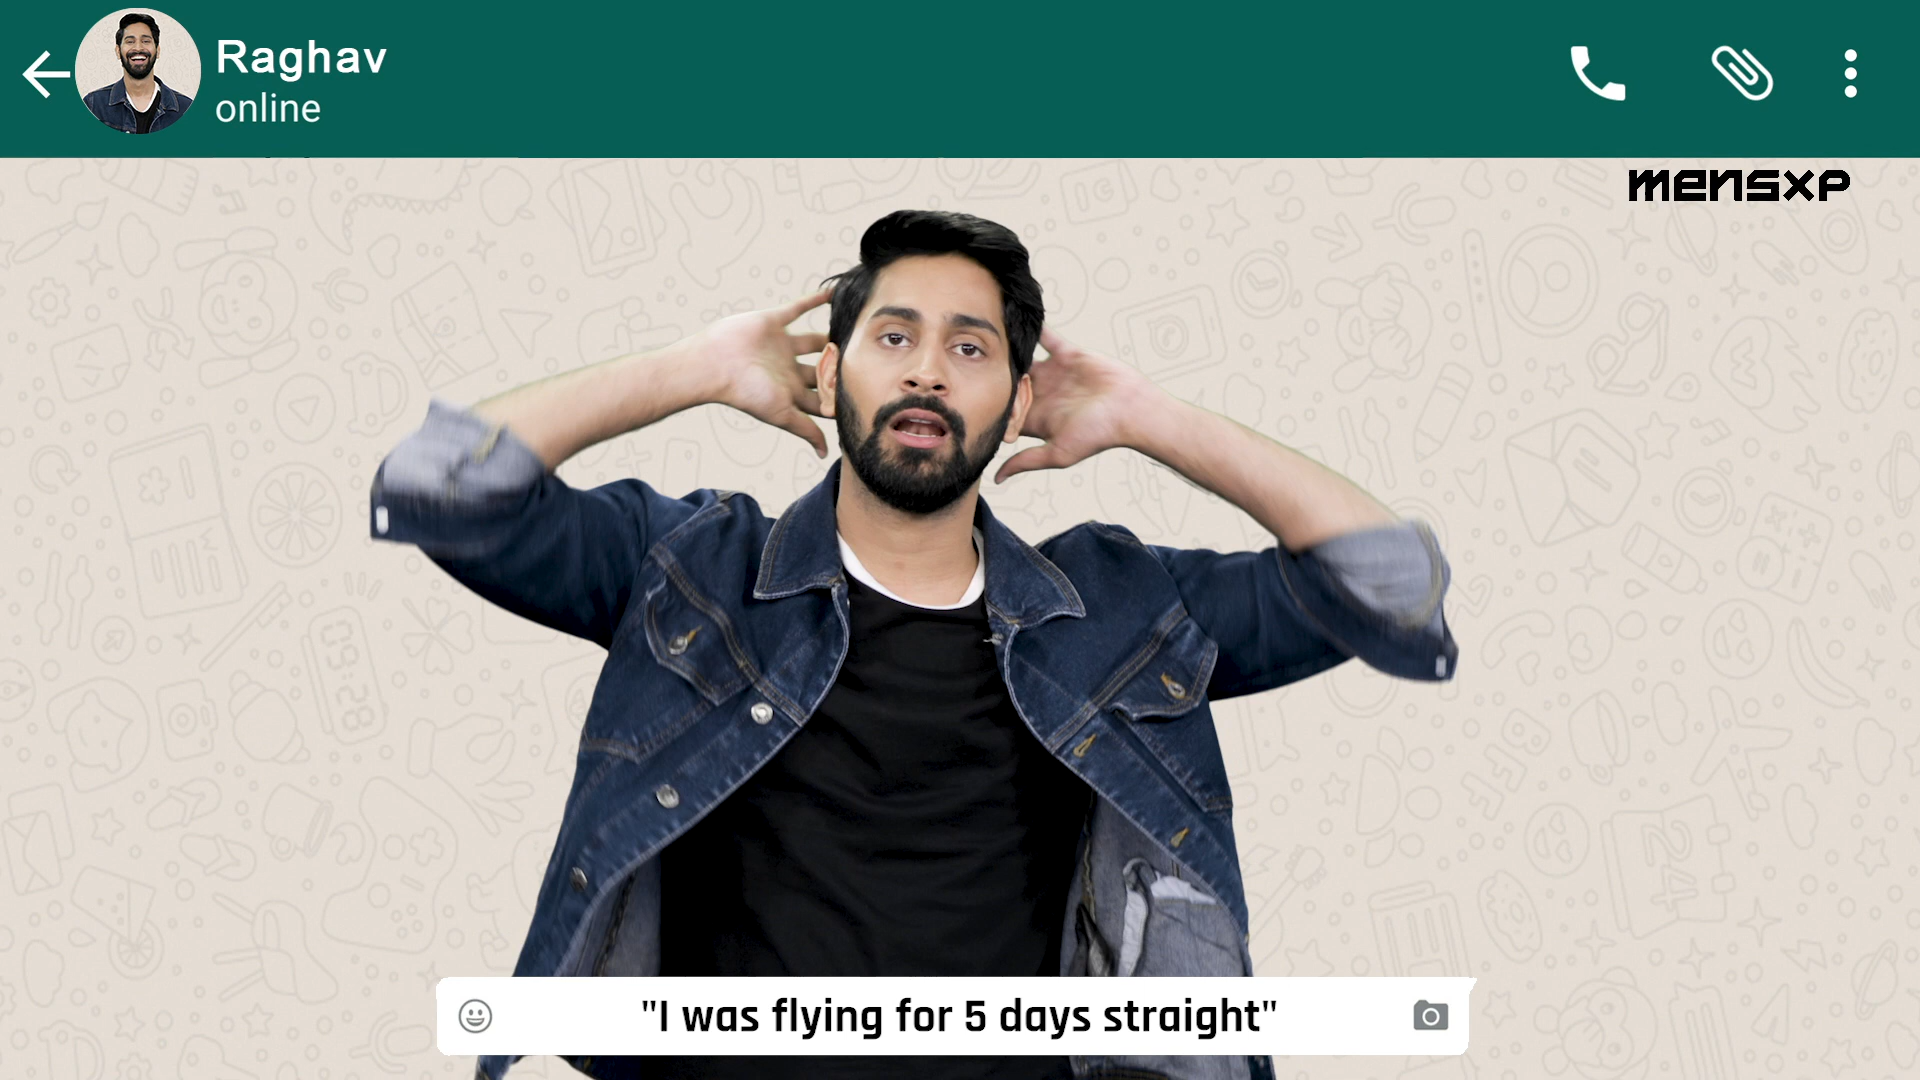 Raghav
online
mensxp
"I was flying for 5 days straight"